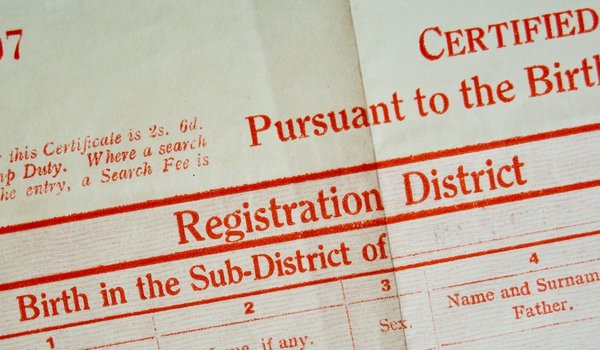 07
CERTIFIED
Pursuant to the Birth
this Certificate is 2s. 6d.
Duty. Where a search
the entry, a Search Fee is
Registration District
Birth in the Sub-District of
1
2
3
4
if any.
Sex.
Name and Surname
Father.